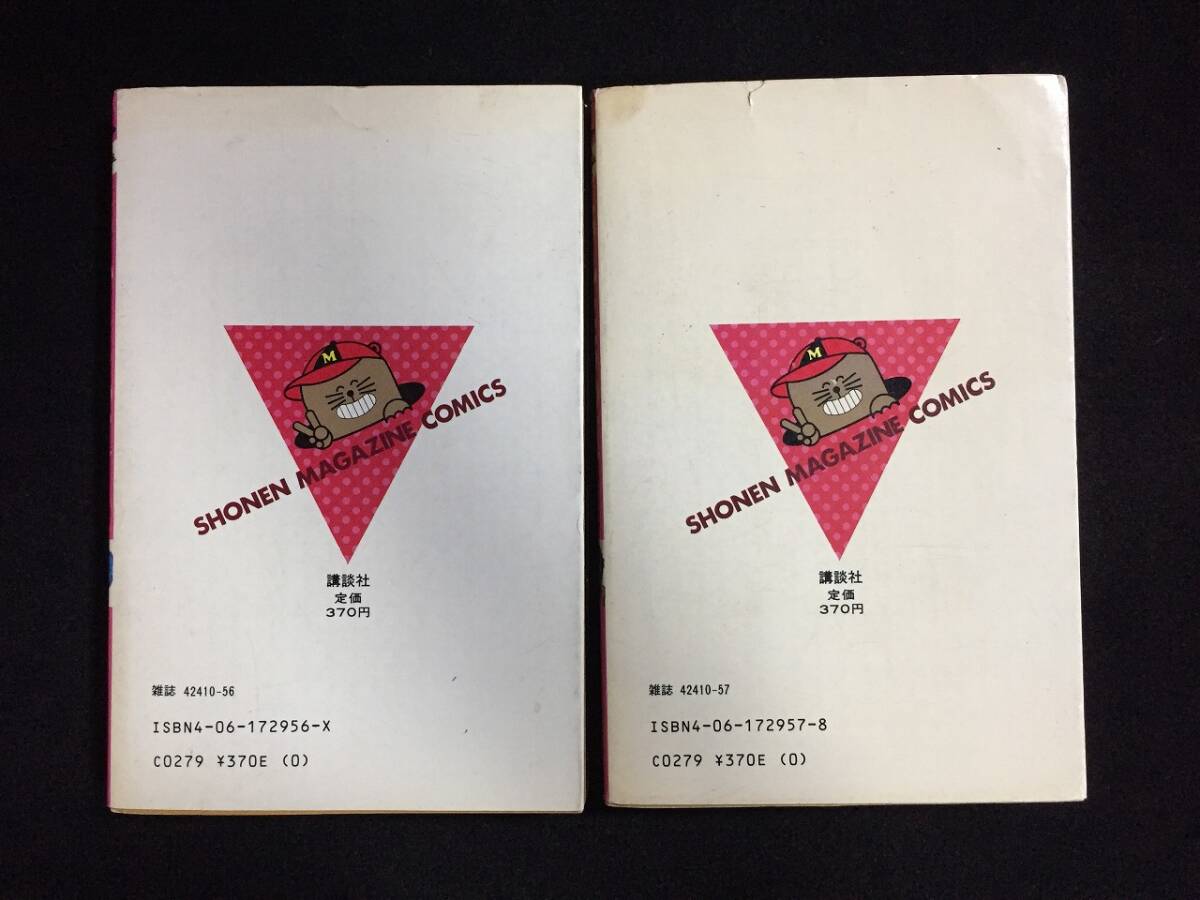 M
SHONEN MAGAZINE COMICS
講談社
定価
370円
雑誌 42410-56
ISBN4-06-172956-X
C0279 ¥370E (0)
M
SHONEN MAGAZINE COMICS
講談社
定価
370円
雑誌 42410-57
ISBN4-06-172957-8
C0279 ¥370E (0)